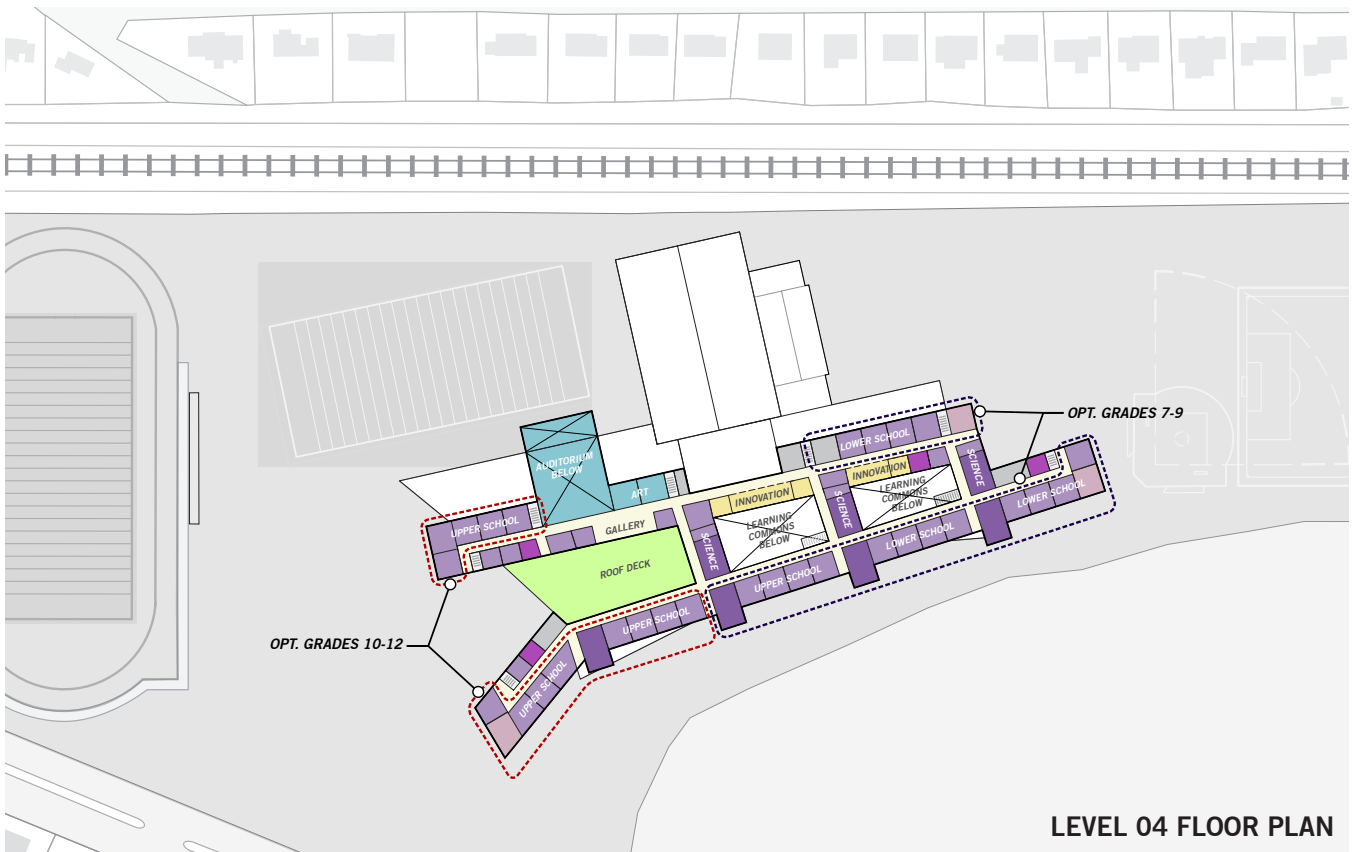 OPT. GRADES 7-9
LOWER SCHOOL
AUDITORIUM
BELOW
ART
INNOVATION
INNOVATION
SCIENCE
LEARNING
COMMONS
BELOW
LOWER SCHOOL
UPPER SCHOOL
GALLERY
LEARNING
COMMONS
BELOW
SCIENCE
LOWER SCHOOL
SCIENCE
ROOF DECK
UPPER SCHOOL
UPPER SCHOOL
OPT. GRADES 10-12
UPPER SCHOOL
LEVEL 04 FLOOR PLAN